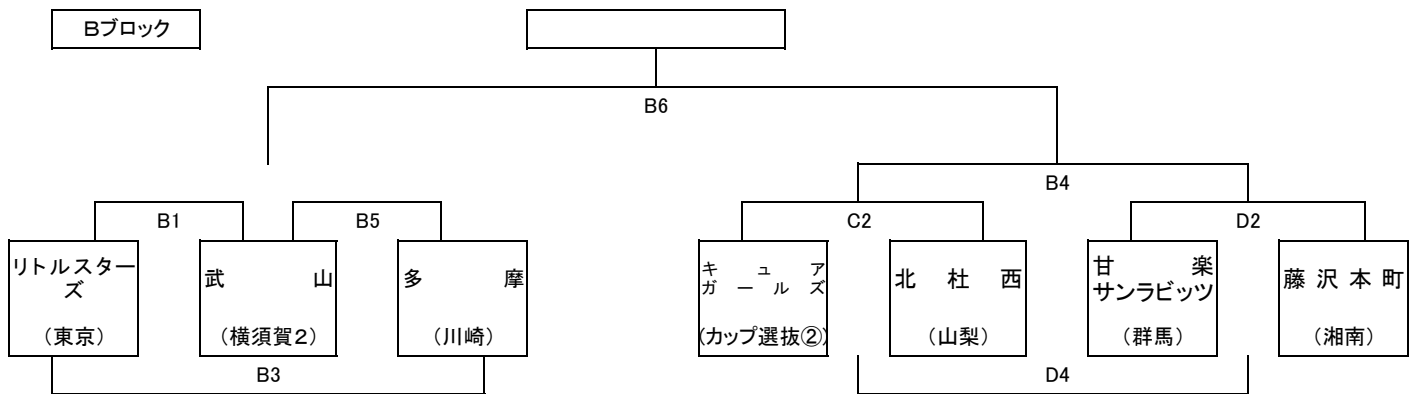 Bブロック
B6
B4
B1
B5
C2
D2
リトルスター
ズ
(東京)
武山
(横須賀2)
多摩
(川崎)
キュア
ガールズ
(カップ選抜②)
北杜西
(山梨)
甘楽
サンラビッツ
(群馬)
藤沢本町
(湘南)
B3
D4